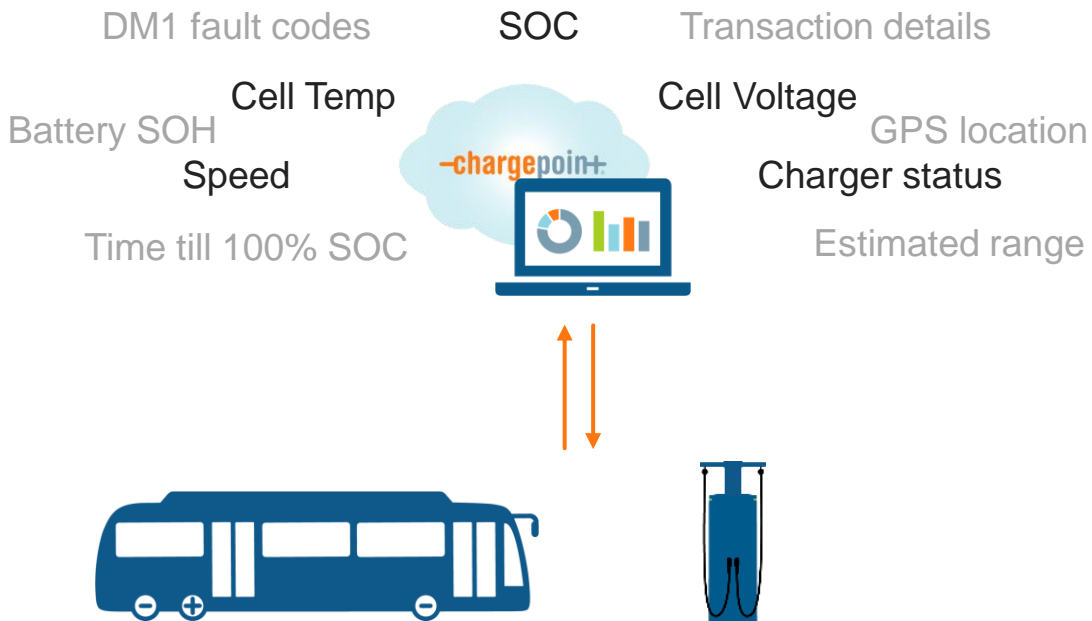 DM1 fault codes
SOC
Transaction details
Cell Temp
Cell Voltage
Battery SOH
GPS location
-chargepoin+
Speed
Charger status
Time till 100% SOC
Estimated range